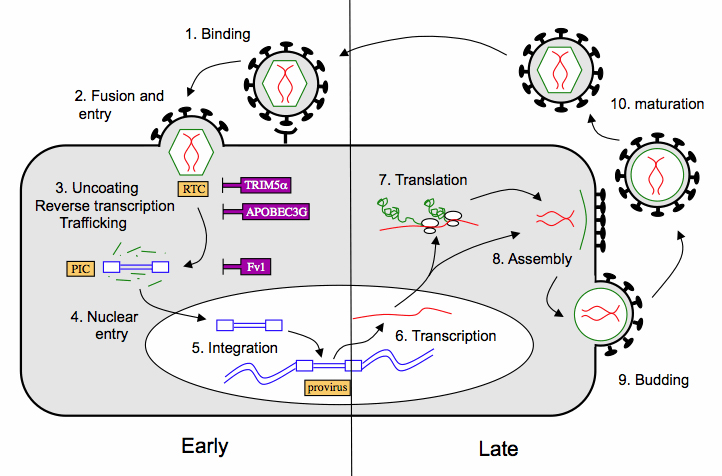 1. Binding
2. Fusion and
entry
RTC
TRIM5α
APOBEC3G
3. Uncoating
Reverse transcription
Trafficking
PIC
Fv1
4. Nuclear
entry
5. Integration
provirus
6. Transcription
7. Translation
8. Assembly
9. Budding
10. maturation
Early
Late